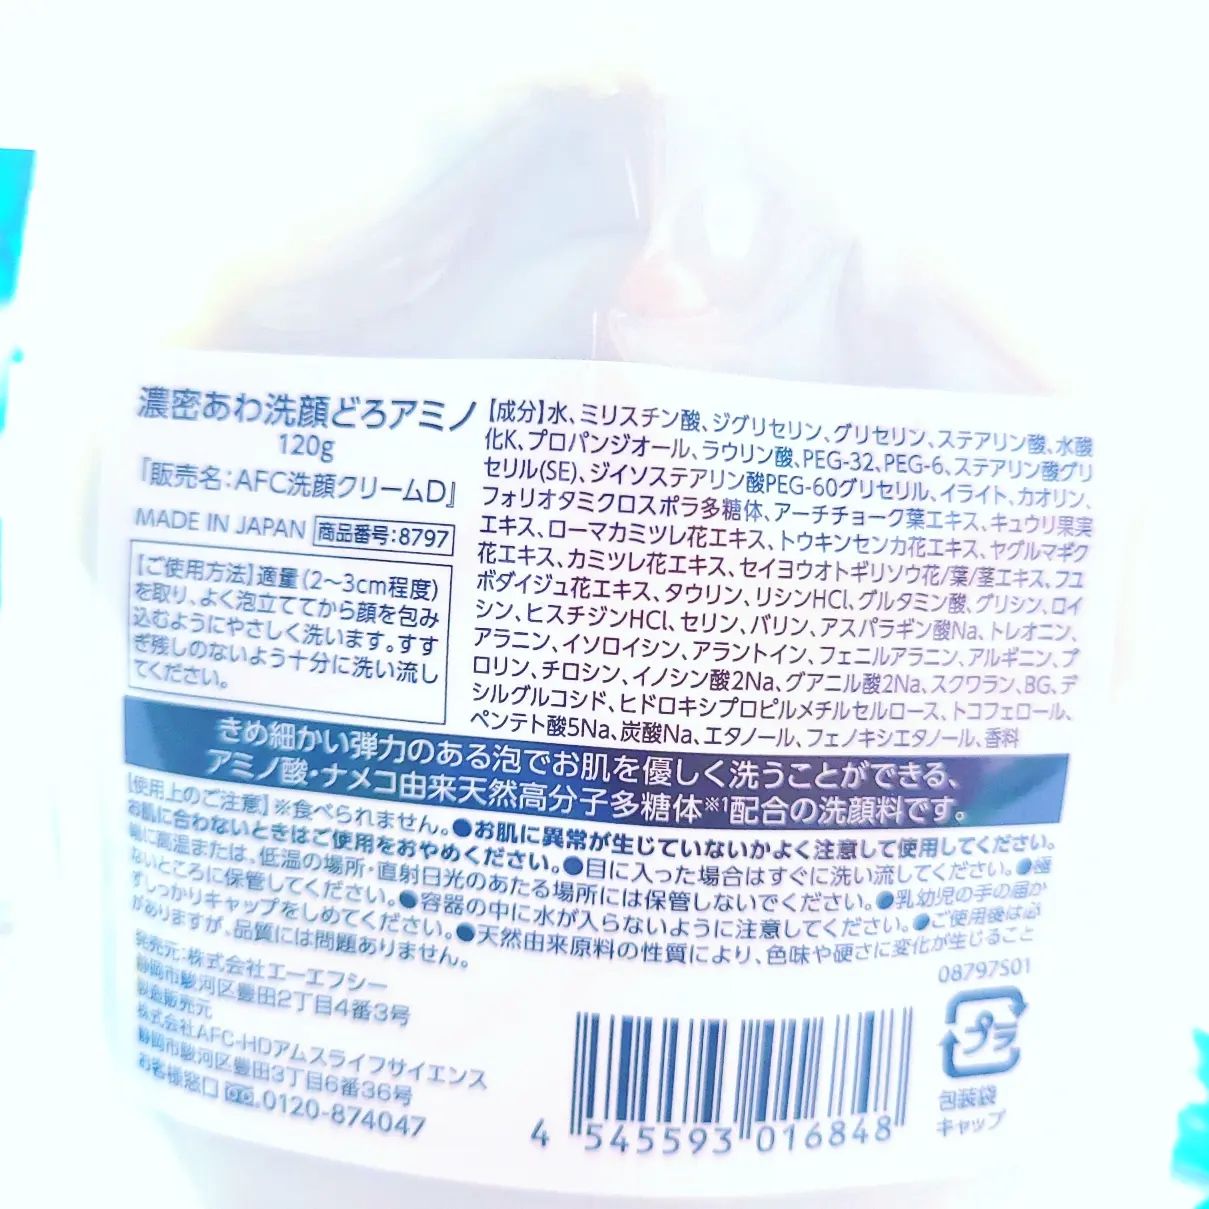 濃密あわ洗顔どろアミノ
120g
『販売名:AFC洗顔クリームD』
MADE IN JAPAN 商品番号:8797
【ご使用方法】適量(2～3cm程度)
を取り、よく泡立ててから顔を包み
込むようにやさしく洗います。すす
ぎ残しのないよう十分に洗い流し
てください。
【成分】水、ミリスチン酸、ジグリセリン、グリセリン、ステアリン酸、水酸
化K、プロパンジオール、ラウリン酸、PEG-32、PEG-6、ステアリン酸グリ
セリル(SE)、ジイソステアリン酸PEG-60グリセリル、イライト、カオリン、
フォリオタミクロスポラ多糖体、アーチチョーク葉エキス、キュウリ果実
エキス、ローマカミツレ花エキス、トウキンセンカ花エキス、ヤグルマギク
花エキス、カミツレ花エキス、セイヨウオトギリソウ花/葉/茎エキス、フユ
ボダイジュ花エキス、タウリン、リシンHCl、グルタミン酸、グリシン、ロイ
シン、ヒスチジンHCl、セリン、バリン、アスパラギン酸Na、トレオニン、
アラニン、イソロイシン、アラントイン、フェニルアラニン、アルギニン、プ
ロリン、チロシン、イノシン酸2Na、グアニル酸2Na、スクワラン、BG、デ
シルグルコシド、ヒドロキシプロピルメチルセルロース、トコフェロール、
ペンテト酸5Na、炭酸Na、エタノール、フェノキシエタノール、香料
きめ細かい弾力のある泡でお肌を優しく洗うことができる、
アミノ酸・ナメコ由来天然高分子多糖体※1配合の洗顔料です。
【使用上のご注意】※食べられません。●お肌に異常が生じていないかよく注意して使用してください。
お肌に合わないときはご使用をおやめください。●目に入った場合はすぐに洗い流してください。●極
端に高温または、低温の場所・直射日光のあたる場所には保管しないでください。●乳幼児の手の届か
ないところに保管してください。●容器の中に水が入らないように注意してください。●ご使用後は必
ずしっかりキャップをしめてください。●天然由来原料の性質により、色味や硬さに変化が生じること
がありますが、品質には問題ありません。
発売元:株式会社エーエフシー
静岡市駿河区豊田2丁目4番3号
製造販売元
株式会社AFC-HDアムスライフサイエンス
静岡市駿河区豊田3丁目6番36号
お客様窓口 0120-874047
08797S01
プラ
包装袋
キャップ
4 545593 016848